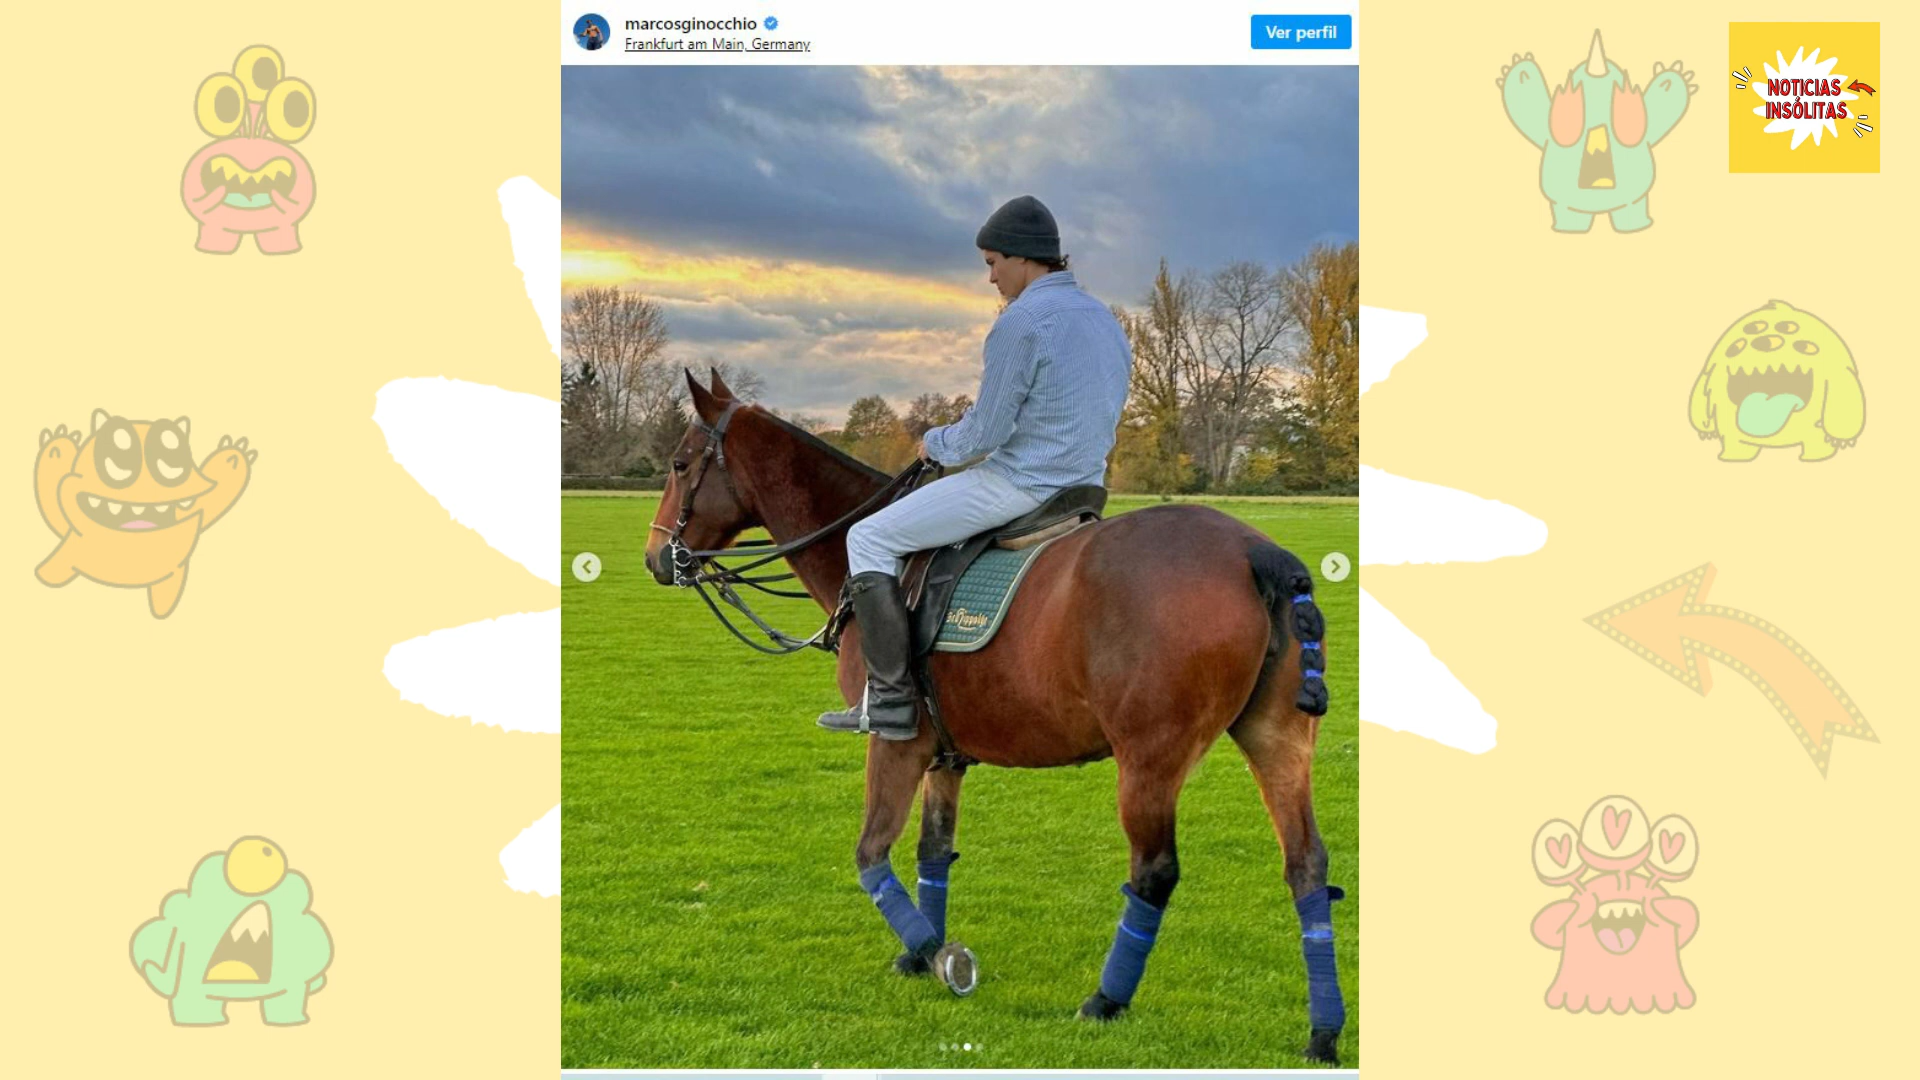 marcosginocchio
Frankfurt am Main, Germany
Ver perfil
NOTICIAS
INSÓLITAS